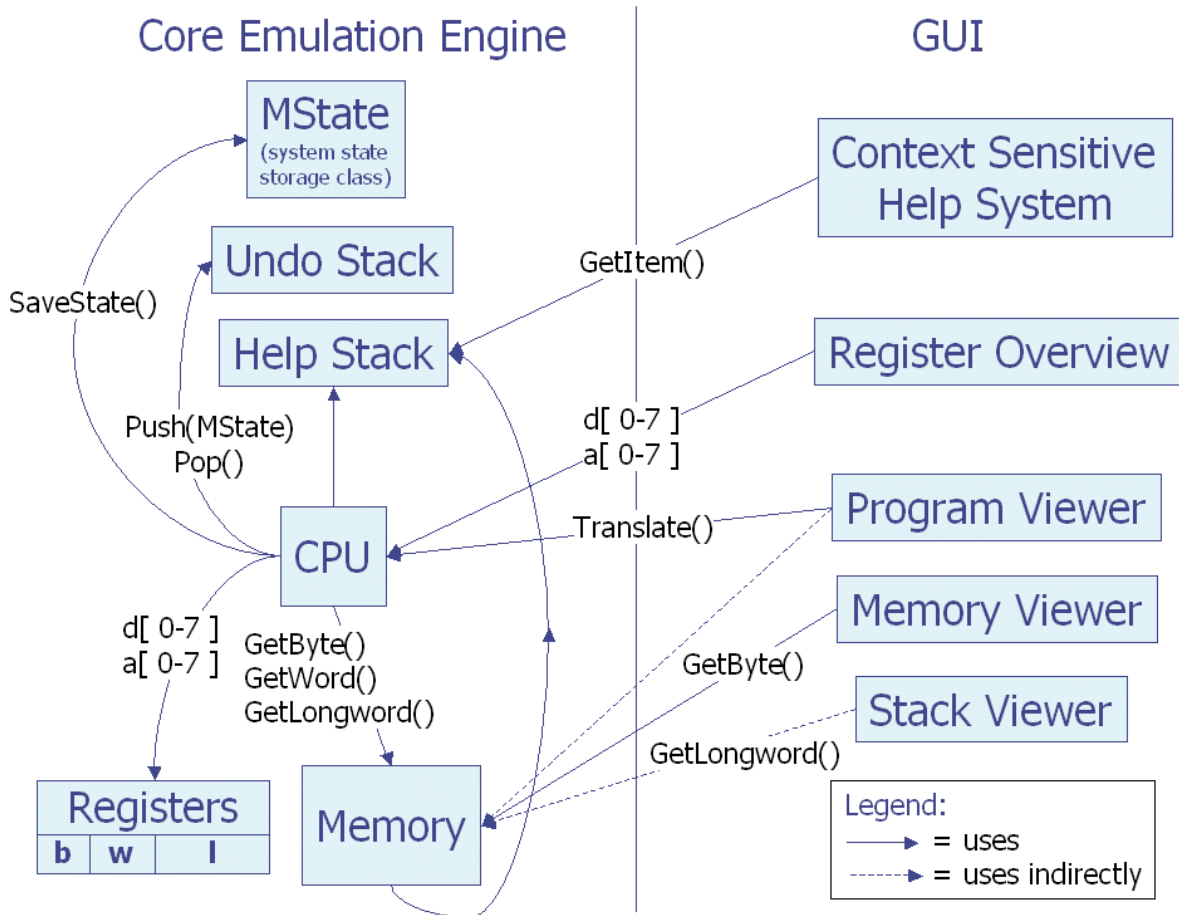 Core Emulation Engine
GUI
MState
(system state
storage class)
Context Sensitive
Help System
Undo Stack
GetItem()
SaveState()
Help Stack
Register Overview
d[ 0-7 ]
a[ 0-7 ]
Push(MState)
Pop()
Program Viewer
Translate()
CPU
Memory Viewer
d[ 0-7 ]
a[ 0-7 ]
GetByte()
GetWord()
GetLongword()
GetByte()
Stack Viewer
GetLongword()
Registers
b w l
Memory
Legend:
= uses
= uses indirectly